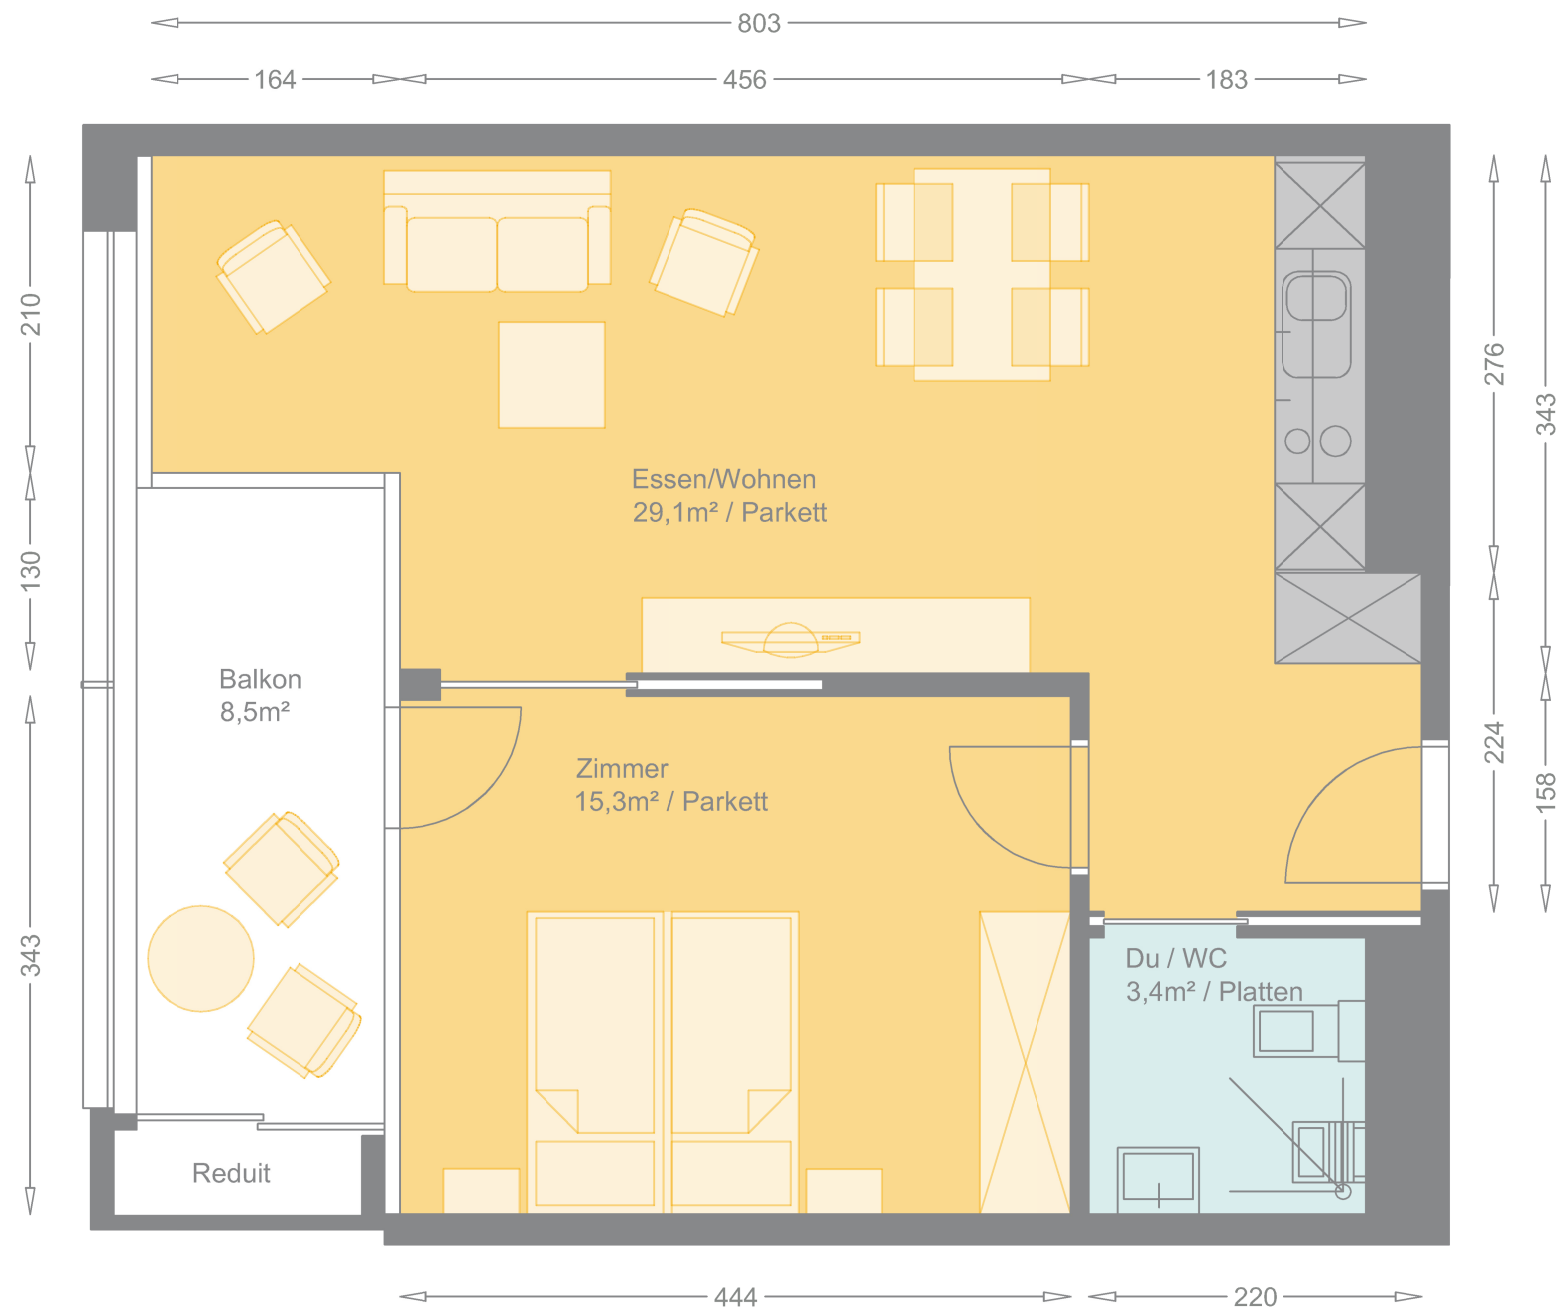 803
164
456
183
210
276
343
Essen/Wohnen
29,1m² / Parkett
130
Balkon
8,5m²
224
Zimmer
15,3m² / Parkett
158
343
Du / WC
3,4m² / Platten
Reduit
444
220